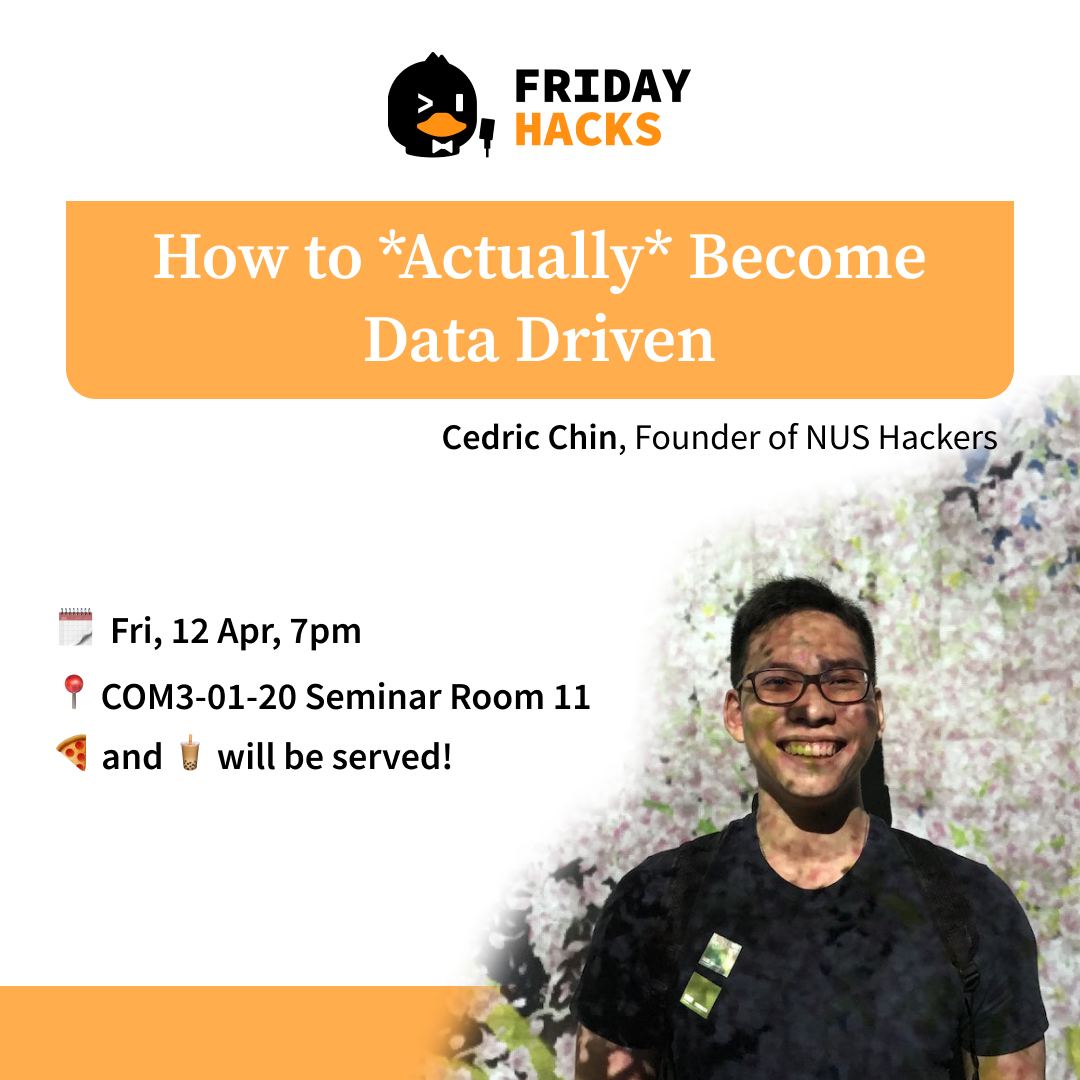 FRIDAY
HACKS
How to *Actually* Become
Data Driven
Cedric Chin, Founder of NUS Hackers
Fri, 12 Apr, 7pm
COM3-01-20 Seminar Room 11
and will be served!